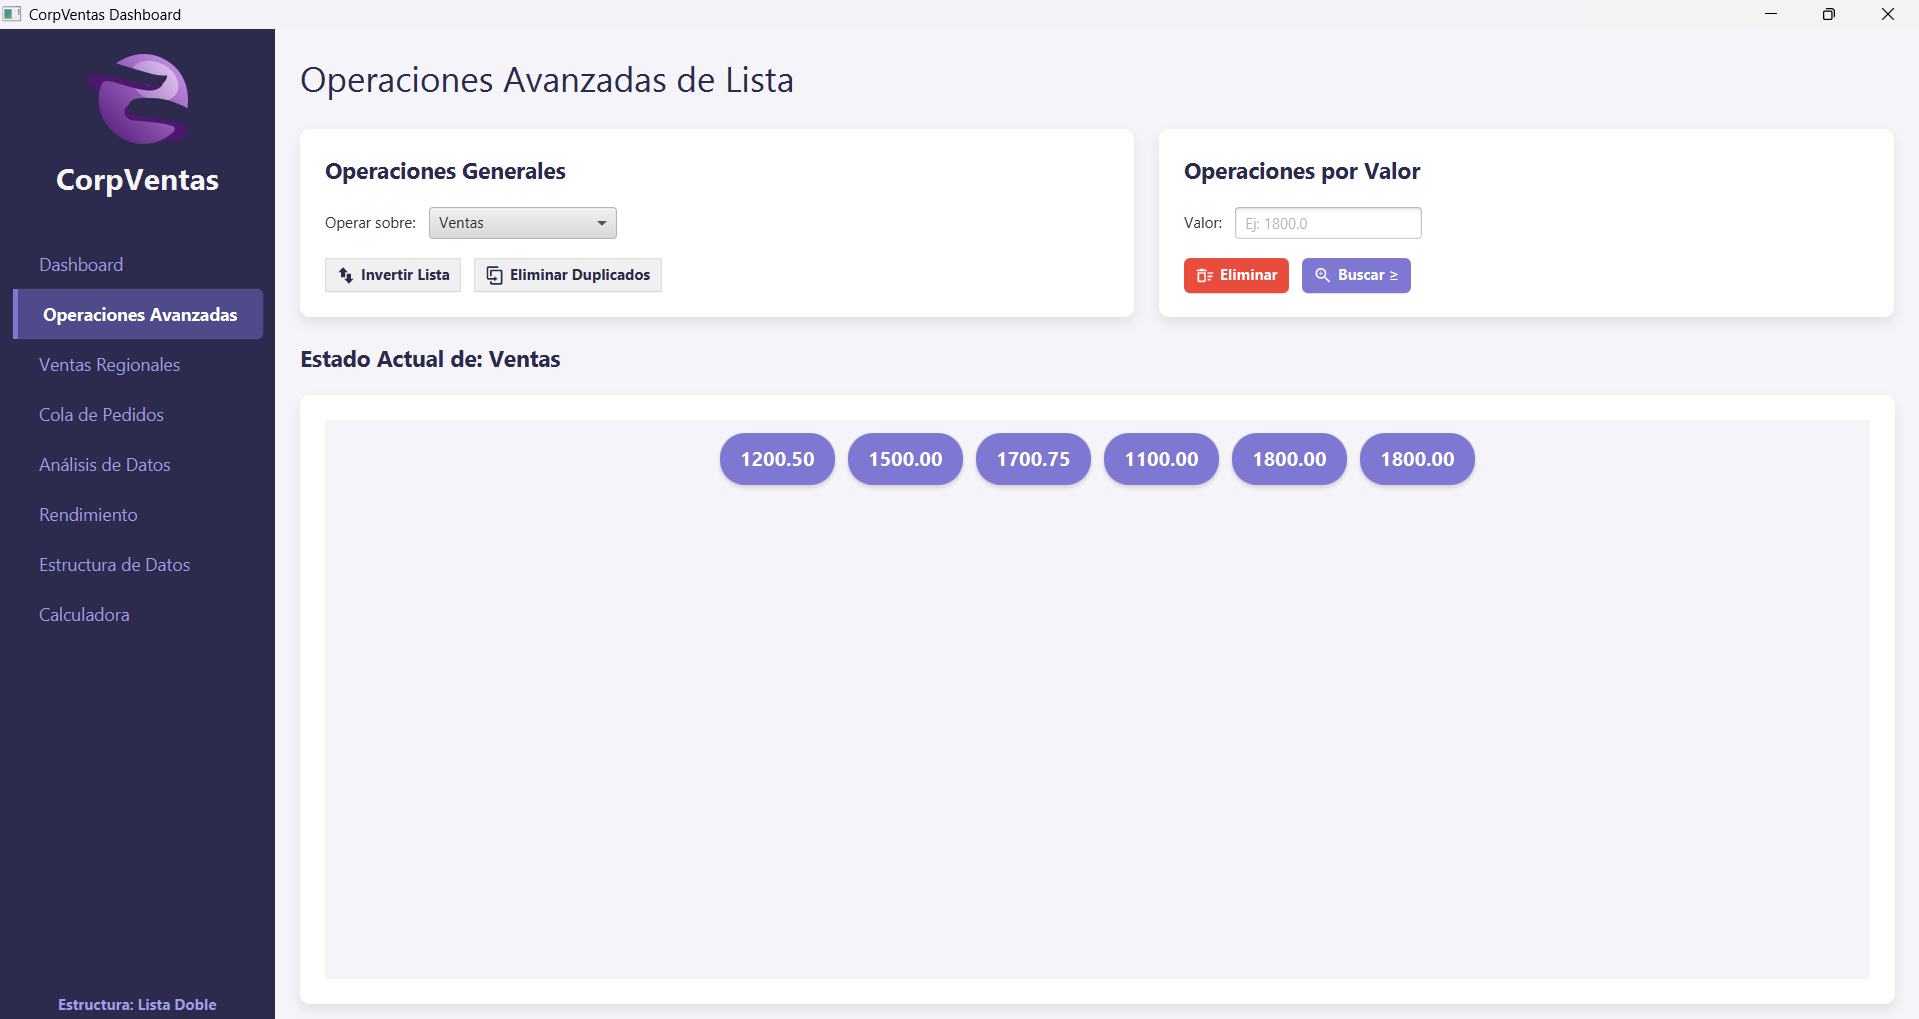 CorpVentas Dashboard
CorpVentas
Dashboard
Operaciones Avanzadas
Ventas Regionales
Cola de Pedidos
Análisis de Datos
Rendimiento
Estructura de Datos
Calculadora
Estructura: Lista Doble
Operaciones Avanzadas de Lista
Operaciones Generales
Operar sobre: Ventas
Invertir Lista Eliminar Duplicados
Operaciones por Valor
Valor: Ej: 1800.0
Eliminar Buscar ≥
Estado Actual de: Ventas
1200.50 1500.00 1700.75 1100.00 1800.00 1800.00